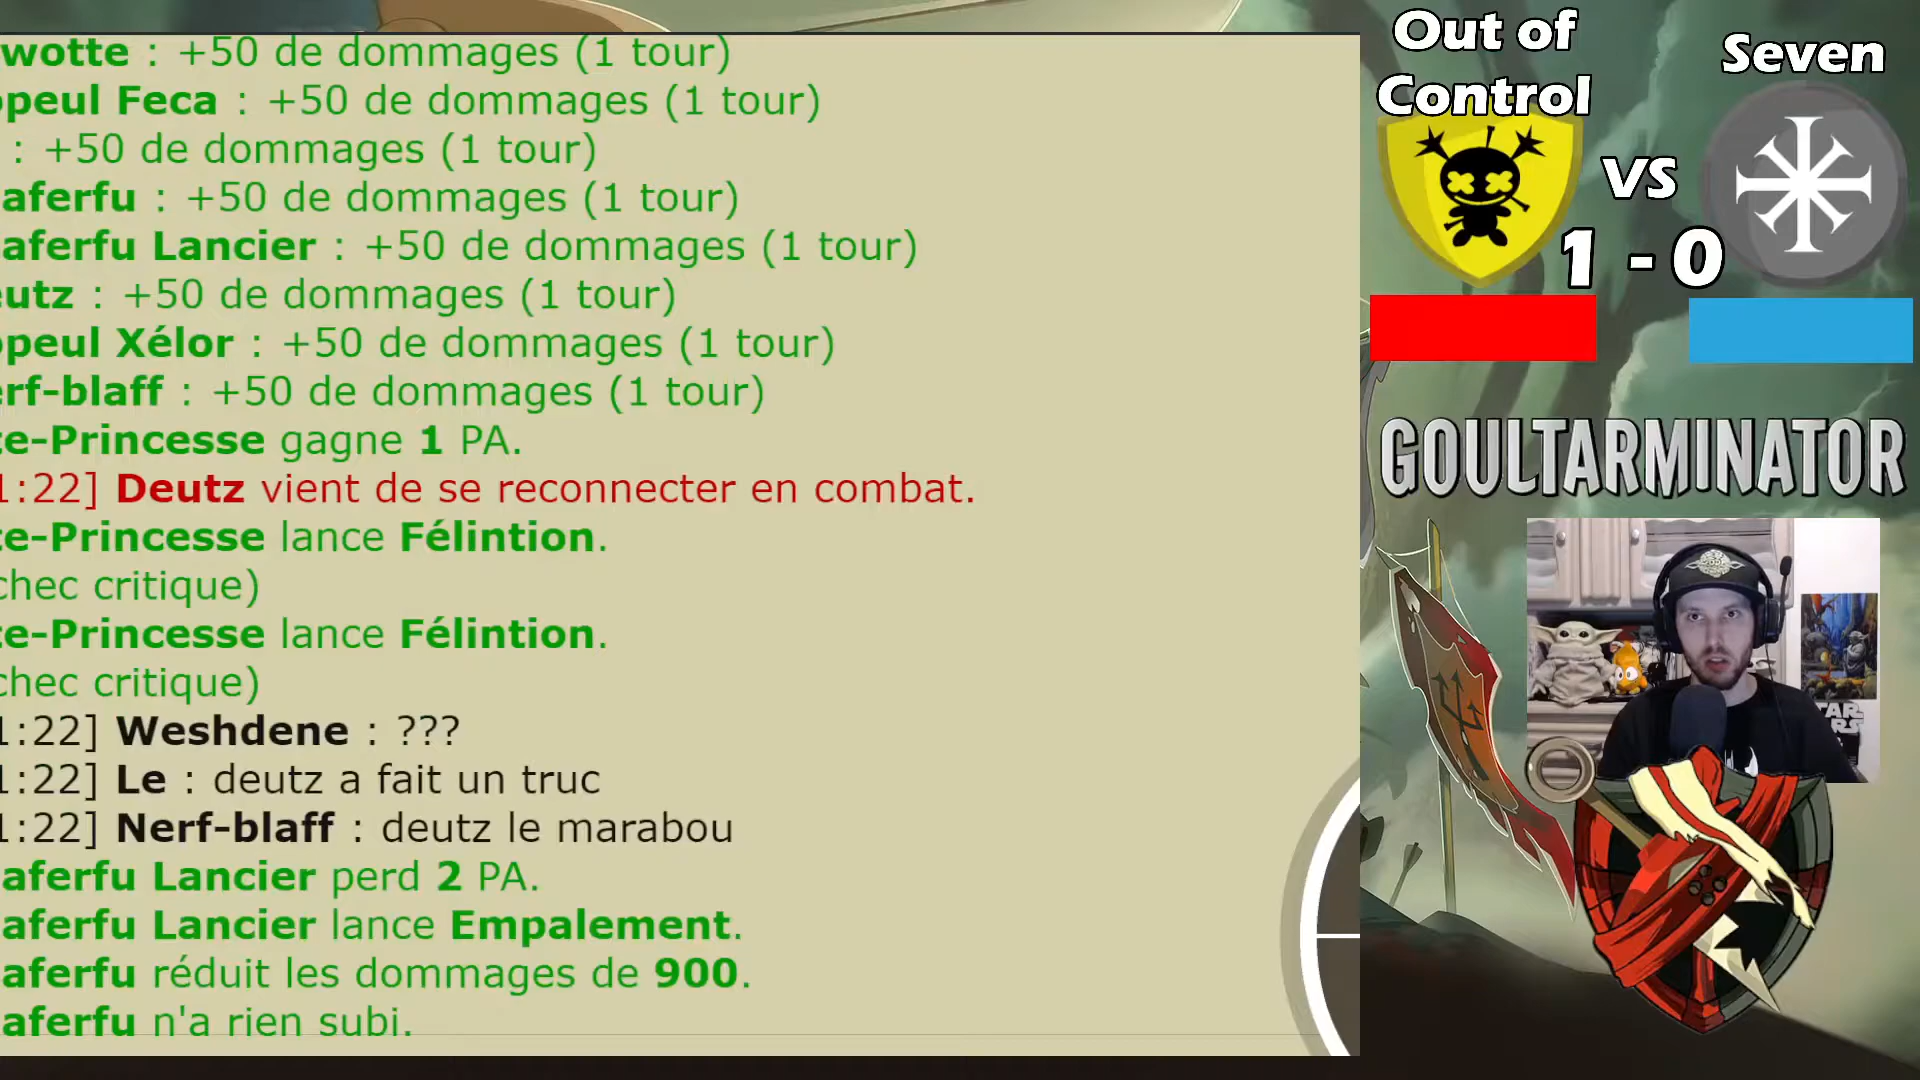 wotte : +50 de dommages (1 tour)
peul Feca : +50 de dommages (1 tour)
: +50 de dommages (1 tour)
aferfu : +50 de dommages (1 tour)
aferfu Lancier : +50 de dommages (1 tour)
eutz : +50 de dommages (1 tour)
peul Xélor : +50 de dommages (1 tour)
erf-blaff : +50 de dommages (1 tour)
te-Princesse gagne 1 PA.
1:22] Deutz vient de se reconnecter en combat.
te-Princesse lance Félintion.
chec critique)
te-Princesse lance Félintion.
chec critique)
1:22] Weshdene : ???
1:22] Le : deutz a fait un truc
1:22] Nerf-blaff : deutz le marabou
aferfu Lancier perd 2 PA.
aferfu Lancier lance Empalement.
aferfu réduit les dommages de 900.
aferfu n'a rien subi.
Out of
Control
Seven
VS
1 - 0
GOULTARMINATOR